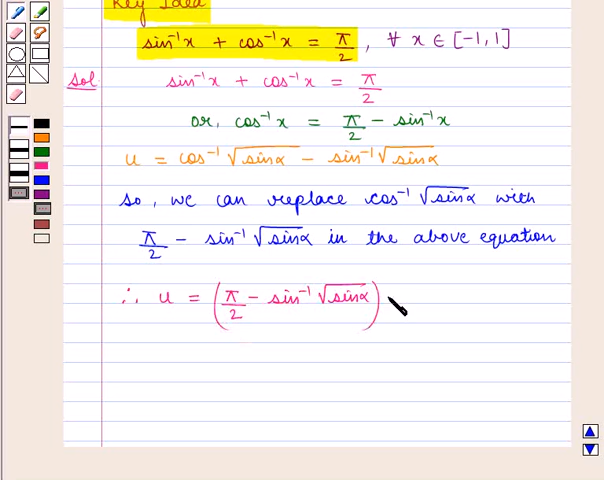 Key Idea
sin⁻¹x + cos⁻¹x = π/2 , ∀ x ∈ [-1, 1]
Sol. sin⁻¹x + cos⁻¹x = π/2
or, cos⁻¹x = π/2 - sin⁻¹x
u = cos⁻¹ √sinα - sin⁻¹ √sinα
So, we can replace cos⁻¹ √sinα with
π/2 - sin⁻¹ √sinα in the above equation
∴ u = (π/2 - sin⁻¹ √sinα)